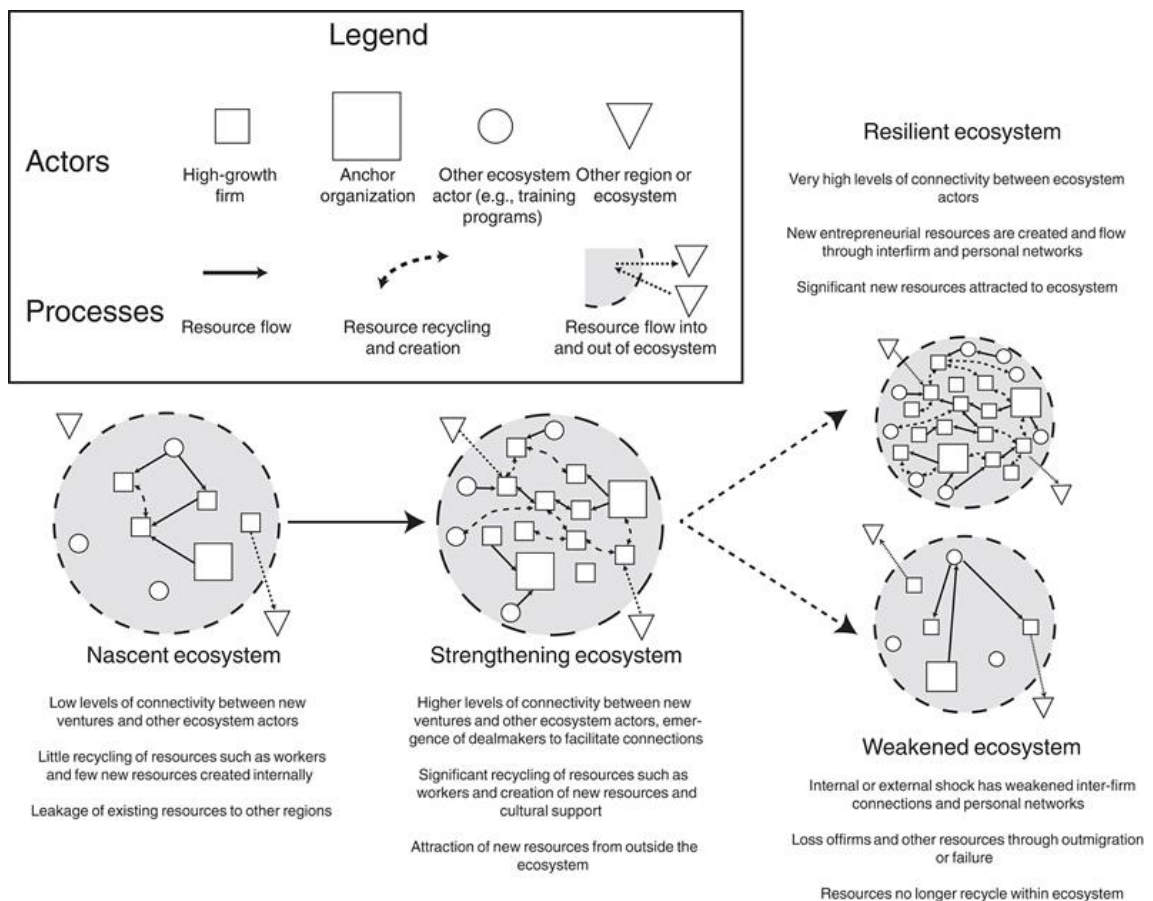 Legend
Actors
High-growth
firm
Anchor
organization
Other ecosystem
actor (e.g., training
programs)
Other region or
ecosystem
Processes
Resource flow
Resource recycling
and creation
Resource flow into
and out of ecosystem
Resilient ecosystem
Very high levels of connectivity between ecosystem
actors
New entrepreneurial resources are created and flow
through interfirm and personal networks
Significant new resources attracted to ecosystem
Nascent ecosystem
Low levels of connectivity between new
ventures and other ecosystem actors
Little recycling of resources such as workers
and few new resources created internally
Leakage of existing resources to other regions
Strengthening ecosystem
Higher levels of connectivity between new
ventures and other ecosystem actors, emer-
gence of dealmakers to facilitate connections
Significant recycling of resources such as
workers and creation of new resources and
cultural support
Attraction of new resources from outside the
ecosystem
Weakened ecosystem
Internal or external shock has weakened inter-firm
connections and personal networks
Loss offirms and other resources through outmigration
or failure
Resources no longer recycle within ecosystem